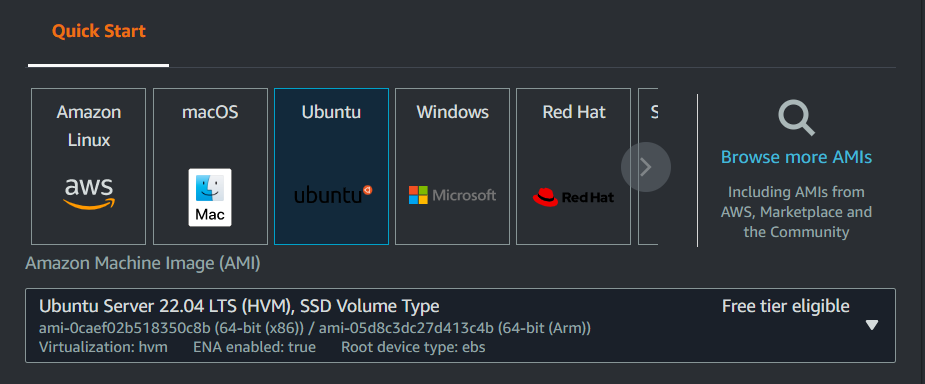 Quick Start
Amazon
Linux
aws
macOS
Mac
Ubuntu
ubuntu
Windows
Microsoft
Red Hat
Red Hat
S
Browse more AMIs
Including AMIs from
AWS, Marketplace and
the Community
Amazon Machine Image (AMI)
Ubuntu Server 22.04 LTS (HVM), SSD Volume Type
Free tier eligible
ami-0caef02b518350c8b (64-bit (x86)) / ami-05d8c3dc27d413c4b (64-bit (Arm))
Virtualization: hvm ENA enabled: true Root device type: ebs